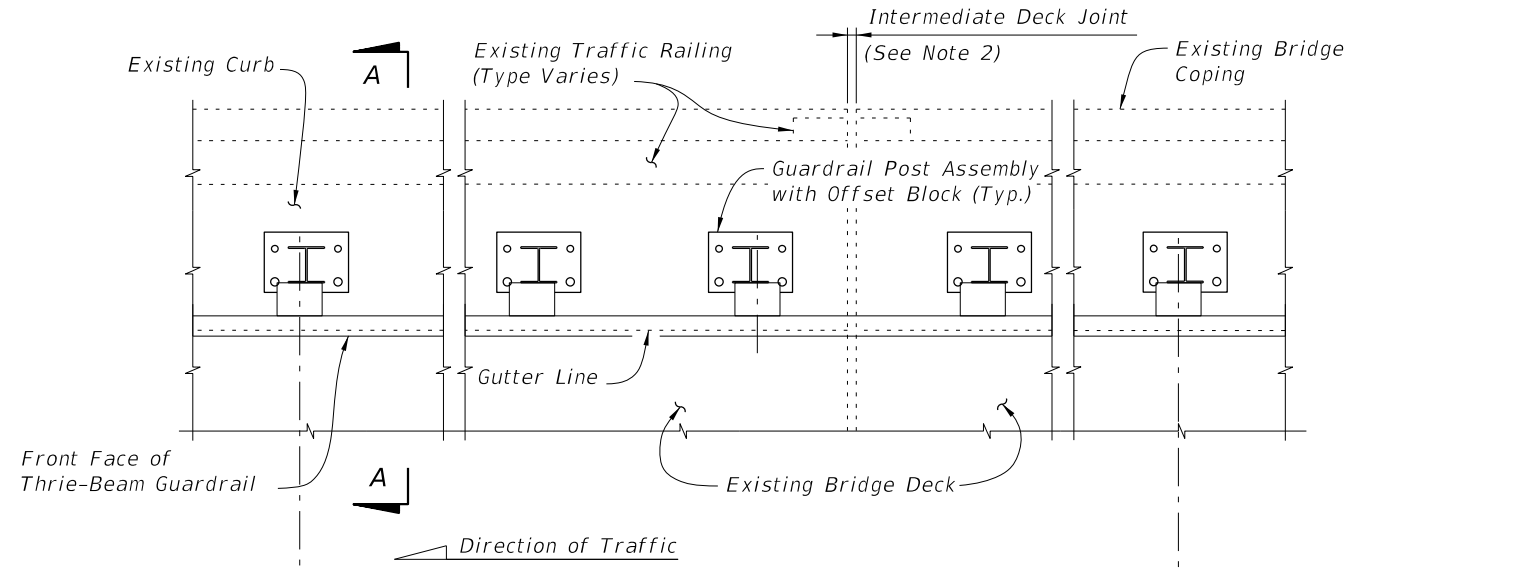 Intermediate Deck Joint
(See Note 2)
Existing Traffic Railing
(Type Varies)
Existing Bridge
Coping
Existing Curb
A
Guardrail Post Assembly
with Offset Block (Typ.)
Gutter Line
Front Face of
Thrie-Beam Guardrail
A
Existing Bridge Deck
Direction of Traffic